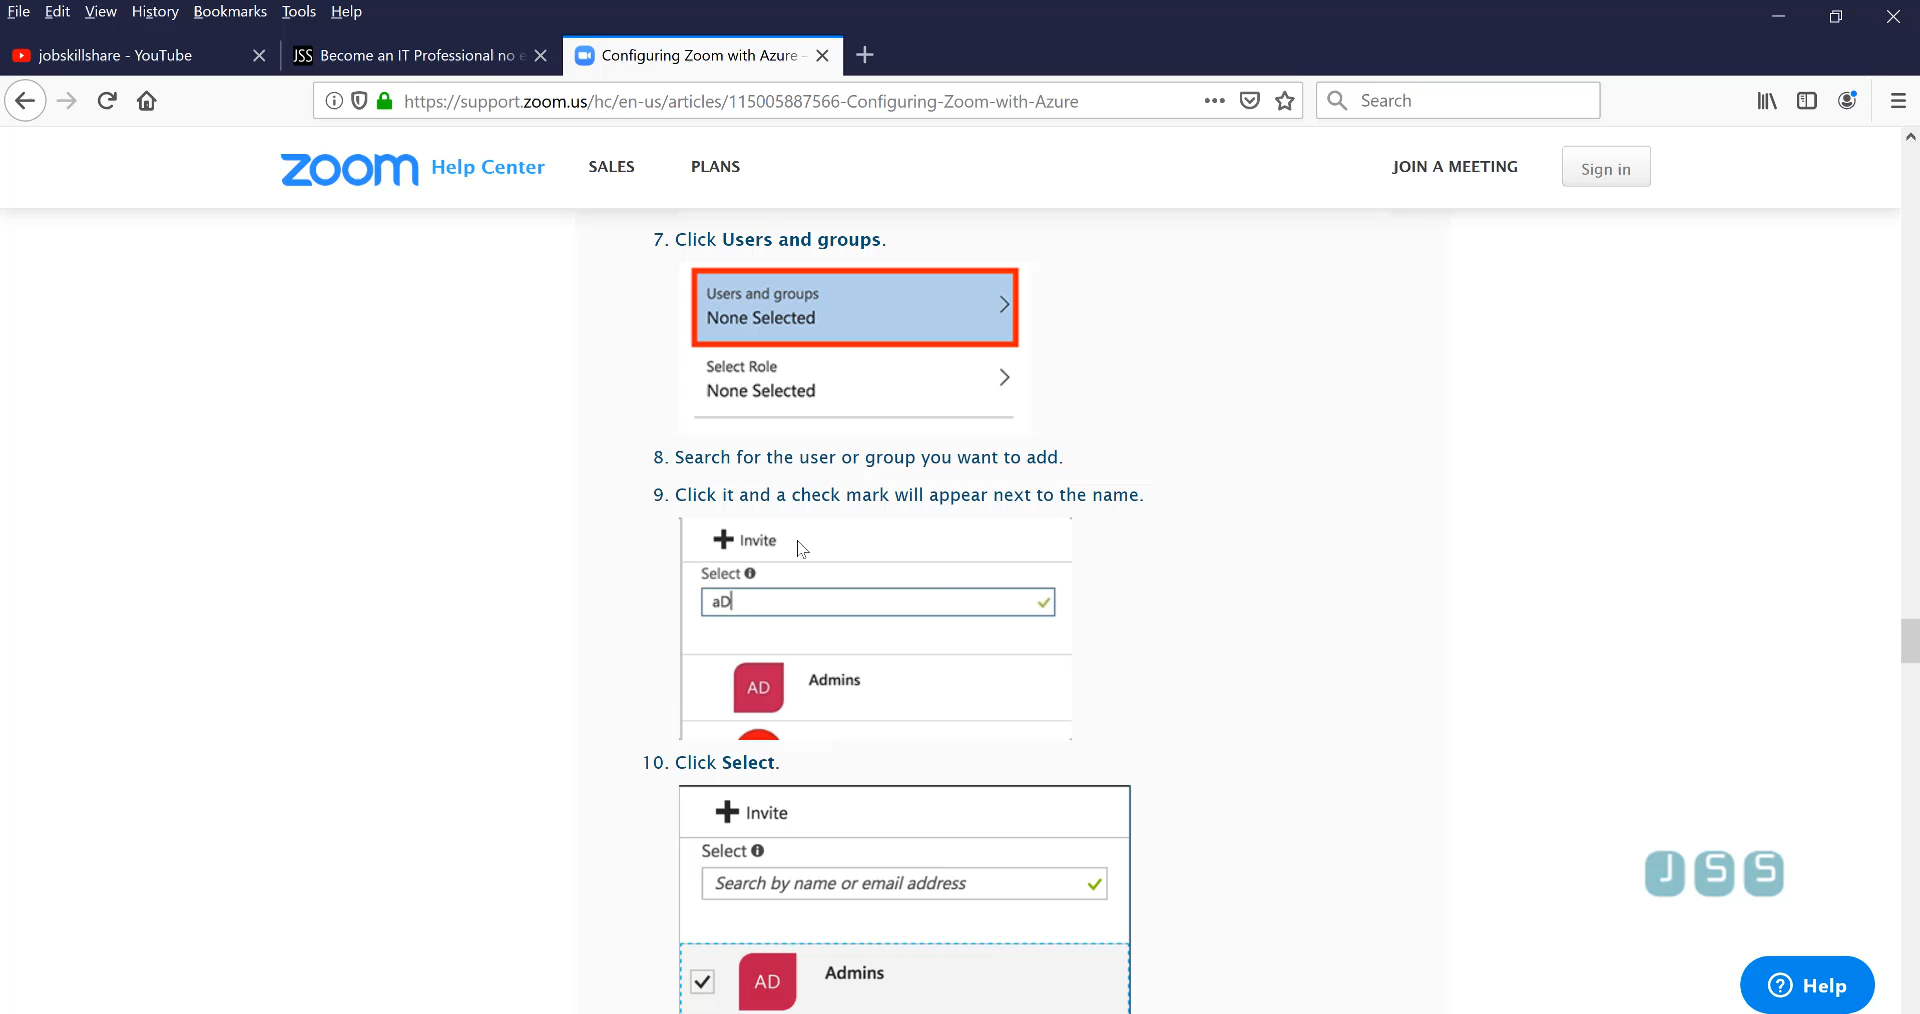 File Edit View History Bookmarks Tools Help
jobskillshare - YouTube
JSS Become an IT Professional no e
Configuring Zoom with Azure -
https://support.zoom.us/hc/en-us/articles/115005887566-Configuring-Zoom-with-Azure
Search
zoom Help Center SALES PLANS JOIN A MEETING Sign in
7. Click Users and groups.
Users and groups
None Selected
Select Role
None Selected
8. Search for the user or group you want to add.
9. Click it and a check mark will appear next to the name.
Invite
Select
aD
AD Admins
10. Click Select.
Invite
Select
Search by name or email address
AD Admins
JSS
Help